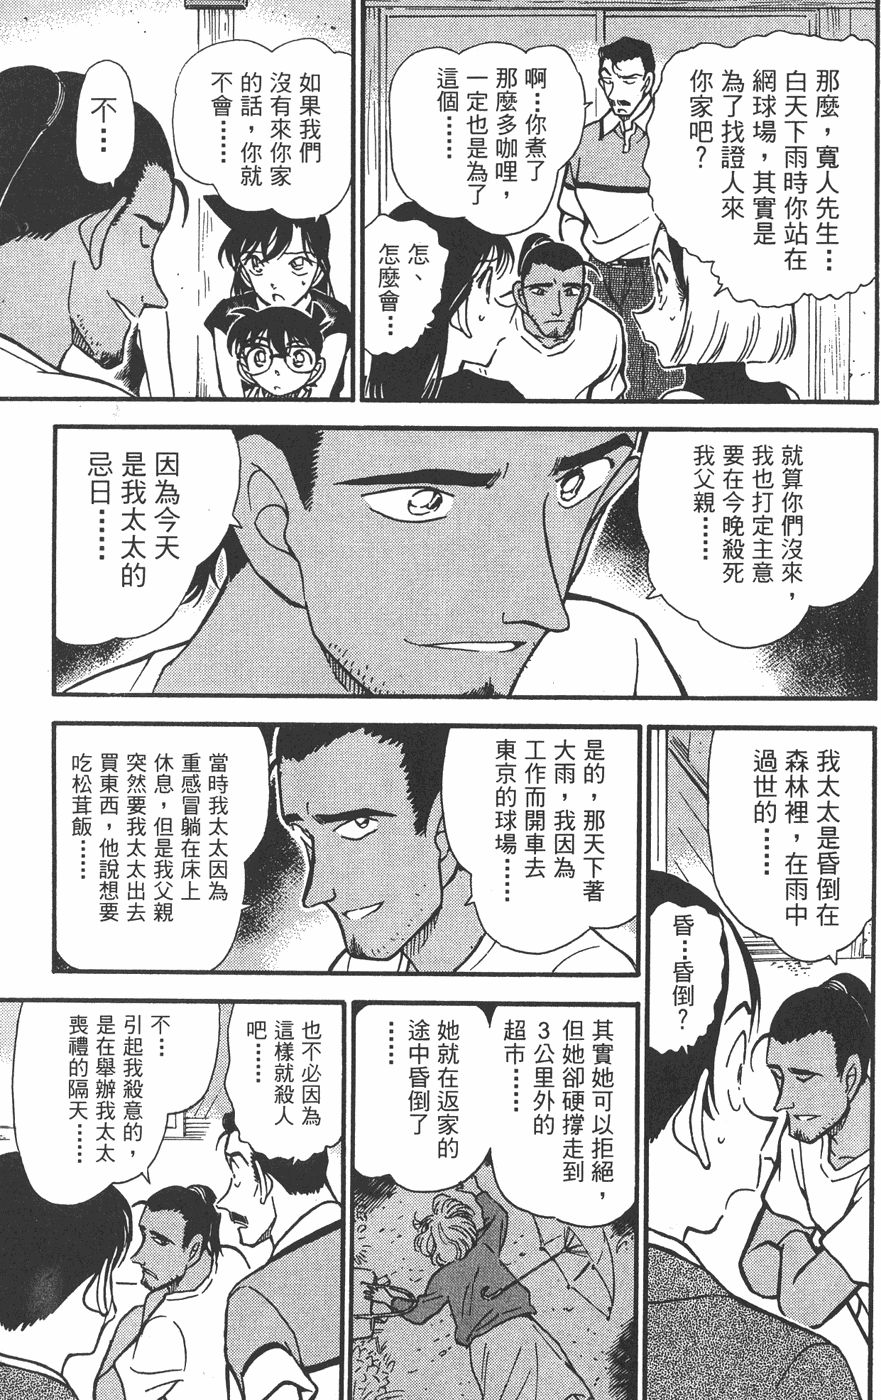 那麼，寬人先生…
白天下雨時你站在
網球場，其實是
為了找證人來
你家吧？
啊…你煮了
那麼多咖哩，
一定也是為了
這個……
怎、
怎麼會…
如果我們
沒有來你家
的話，你就
不會……
不…
就算你們沒來，
我也打定主意
要在今晚殺死
我父親……
因為今天
是我太太的
忌日……
我太太是昏倒在
森林裡，在雨中
過世的……
昏…昏倒？
是的，那天下著
大雨，我因為
工作而開車去
東京的球場……
當時我太太因為
重感冒躺在床上
休息，但是我父親
突然要我太太出去
買東西，他說想要
吃松茸飯……
其實她可以拒絕，
但她卻硬撐走到
3公里外的
超市……
她就在返家的
途中昏倒了
……
也不必因為
這樣就殺人
吧……
不…
引起我殺意的，
是在舉辦我太太
喪禮的隔天……